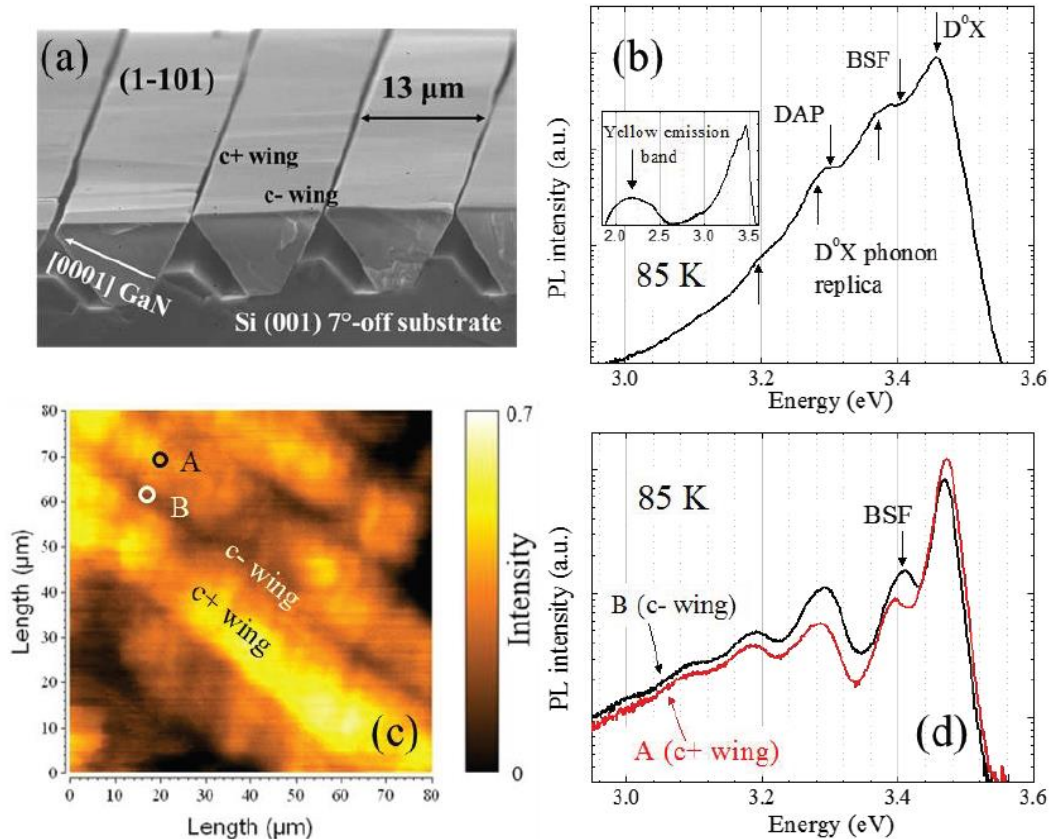 (a)
(1-101)
13 µm
c+ wing
c- wing
[0001] GaN
Si (001) 7°-off substrate
(b)
D⁰X
BSF
DAP
Yellow emission
band
2.0 2.5 3.0 3.5
D⁰X phonon
replica
85 K
PL intensity (a.u.)
3.0 3.2 3.4 3.6
Energy (eV)
(c)
80
70
60
50
40
30
20
10
0
Length (µm)
A
B
c- wing
c+ wing
0 10 20 30 40 50 60 70 80
Length (µm)
0.7
Intensity
0
(d)
85 K
BSF
B (c- wing)
A (c+ wing)
PL intensity (a.u.)
3.0 3.2 3.4 3.6
Energy (eV)